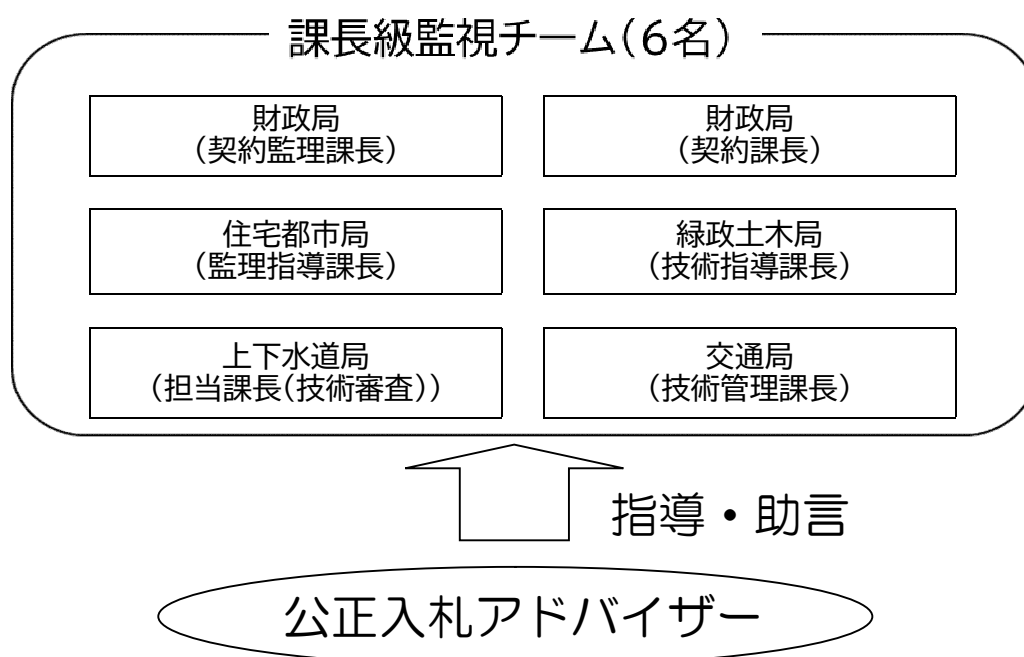 課長級監視チーム(6名)
財政局
(契約監理課長)
財政局
(契約課長)
住宅都市局
(監理指導課長)
緑政土木局
(技術指導課長)
上下水道局
(担当課長(技術審査))
交通局
(技術管理課長)
指導・助言
公正入札アドバイザー